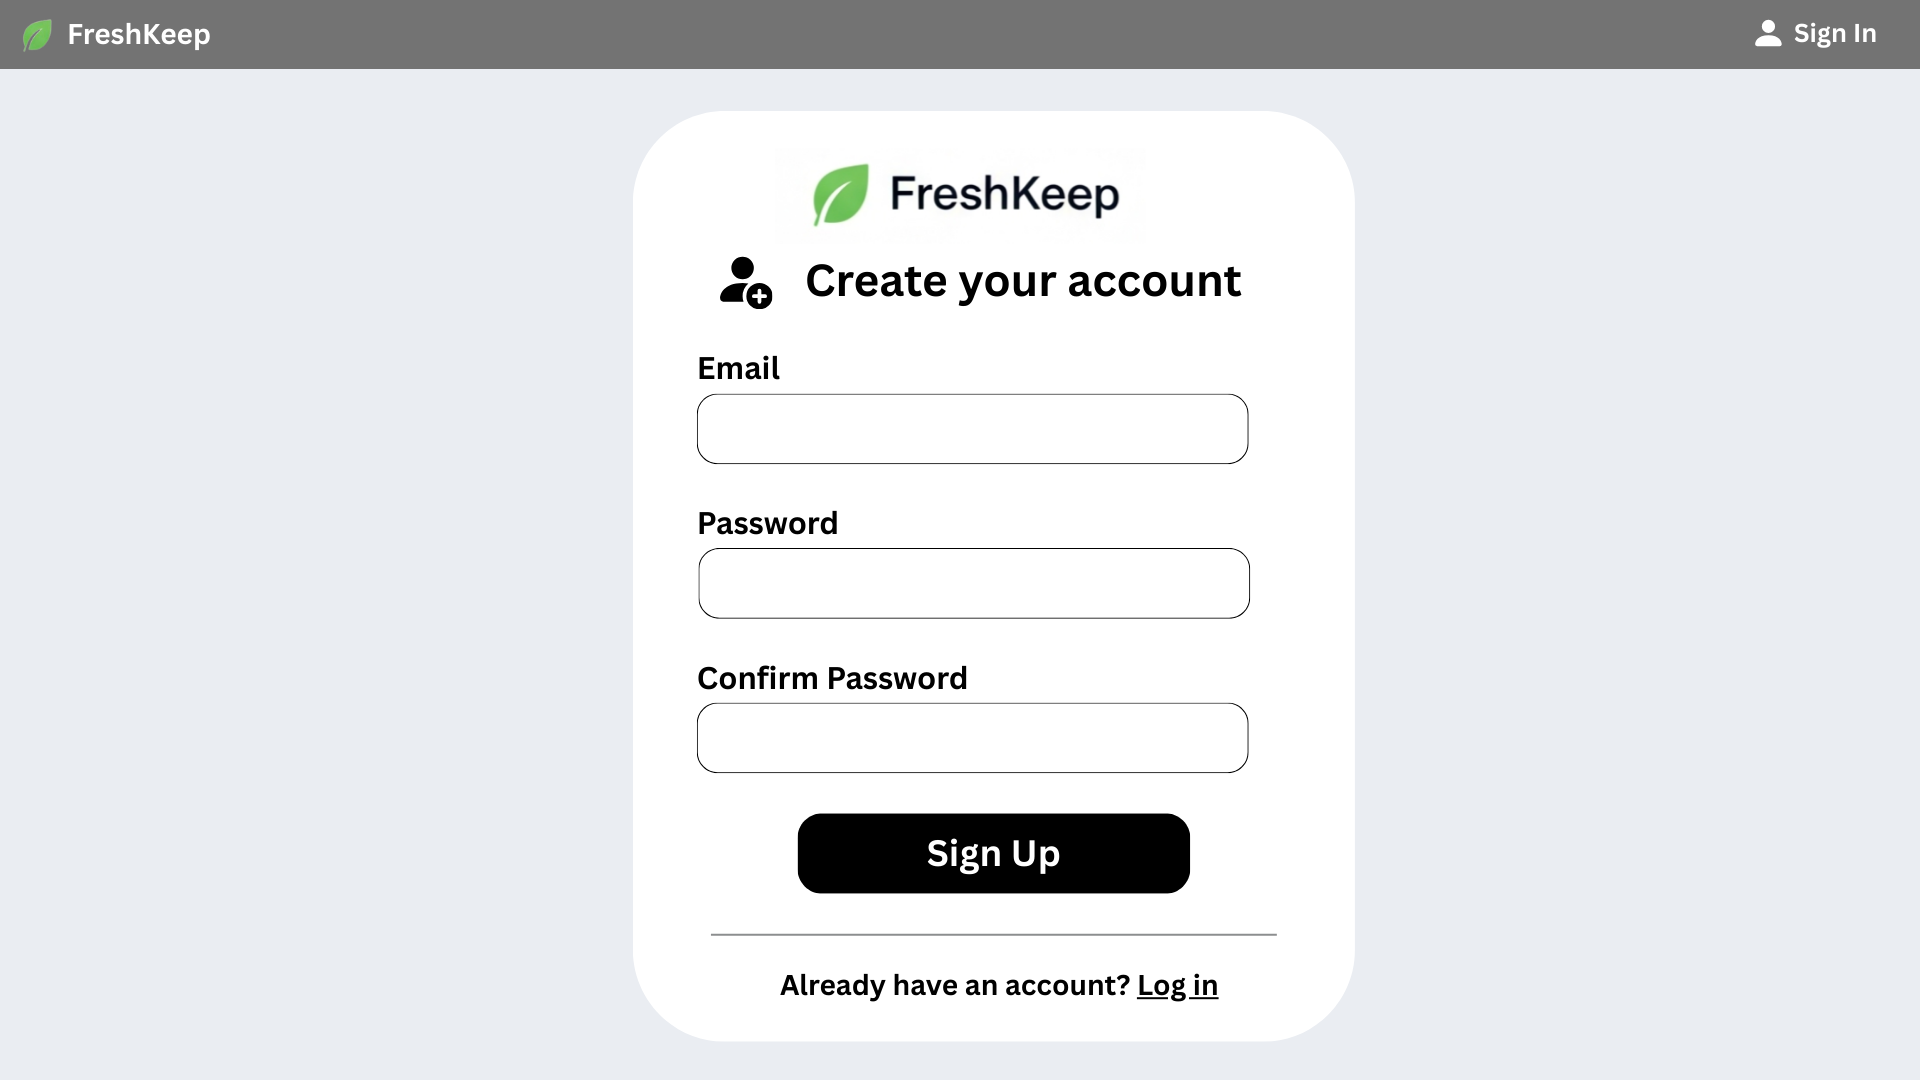 FreshKeep
Sign In
FreshKeep
Create your account
Email
Password
Confirm Password
Sign Up
Already have an account? Log in